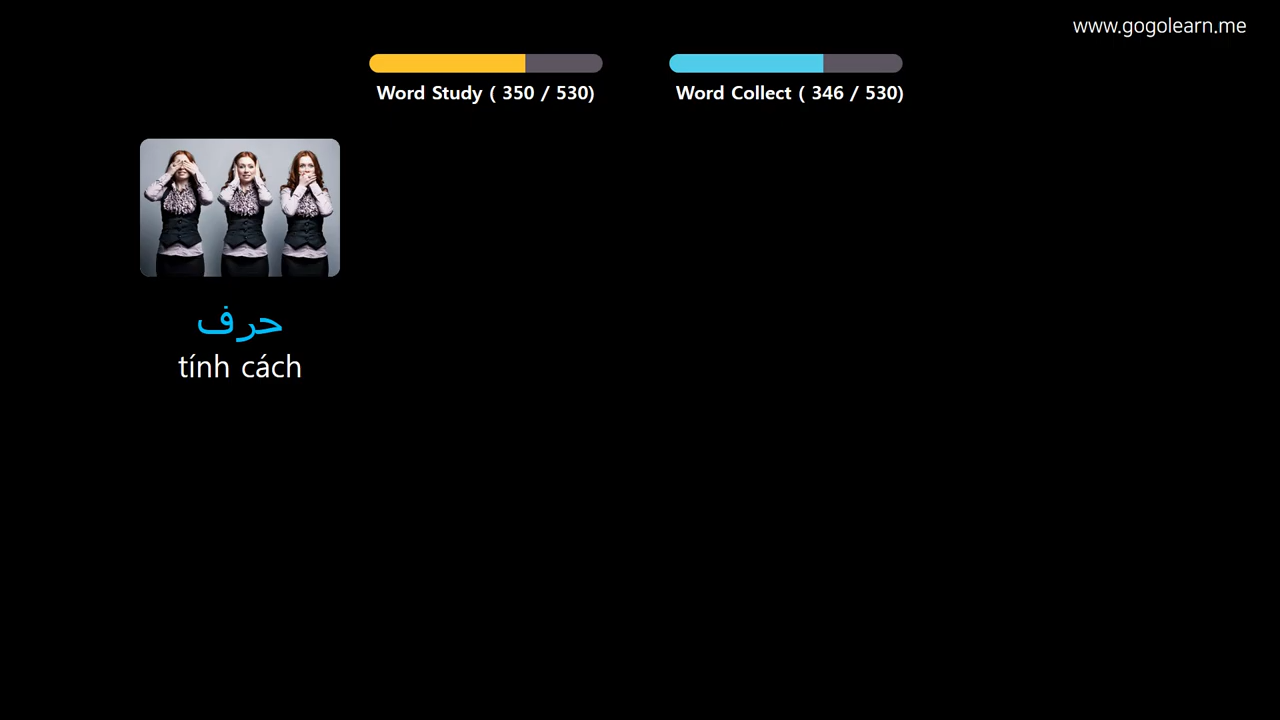 www.gogolearn.me
Word Study ( 350 / 530)
Word Collect ( 346 / 530)
حرف
tính cách